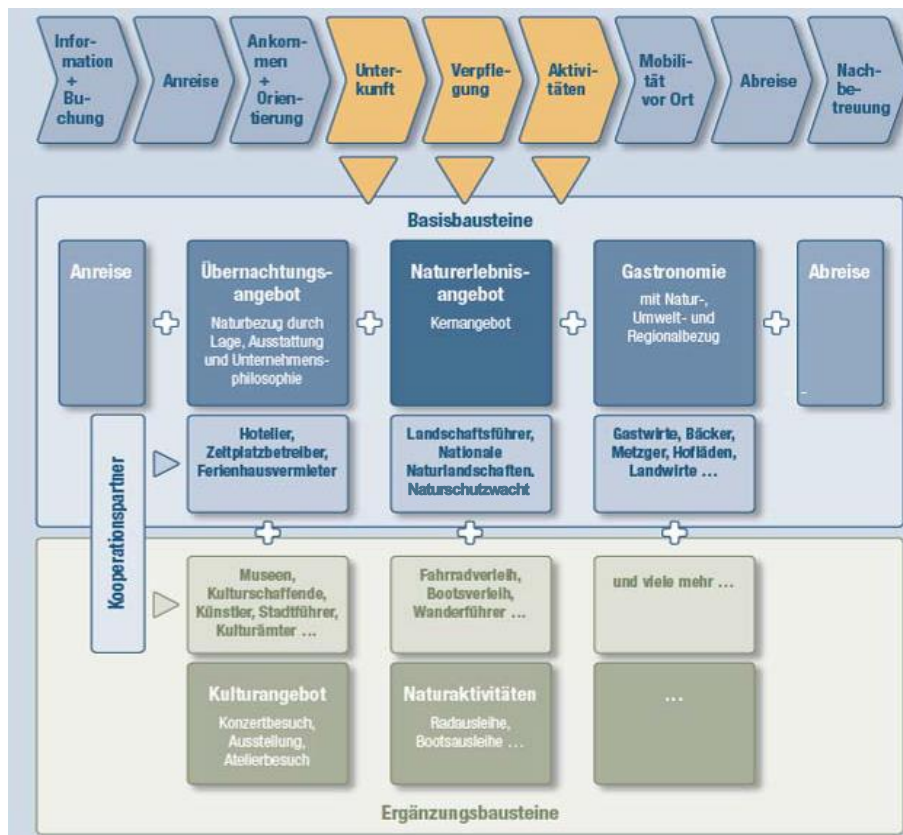 Infor-
mation
+
Bu-
chung
Anreise
Ankom-
men
+
Orien-
tierung
Unter-
kunft
Verpfle-
gung
Aktivi-
täten
Mobili-
tät
vor Ort
Abreise
Nach-
be-
treuung
Basisbausteine
Anreise
Übernachtungs-
angebot
Naturbezug durch
Lage, Ausstattung
und Unternehmens-
philosophie
Naturerlebnis-
angebot
Kernangebot
Gastronomie
mit Natur-,
Umwelt- und
Regionalbezug
Abreise
Kooperationspartner
Hotelier,
Zeltplatzbetreiber,
Ferienhausvermieter
Landschaftsführer,
Nationale
Naturlandschaften.
Naturschutzwacht
Gastwirte, Bäcker,
Metzger, Hofläden,
Landwirte ...
Museen,
Kulturschaffende,
Künstler, Stadtführer,
Kulturämter ...
Fahrradverleih,
Bootsverleih,
Wanderführer ...
und viele mehr ...
Kulturangebot
Konzertbesuch,
Ausstellung,
Atelierbesuch
Naturaktivitäten
Radausleihe,
Bootsausleihe ...
...
Ergänzungsbausteine